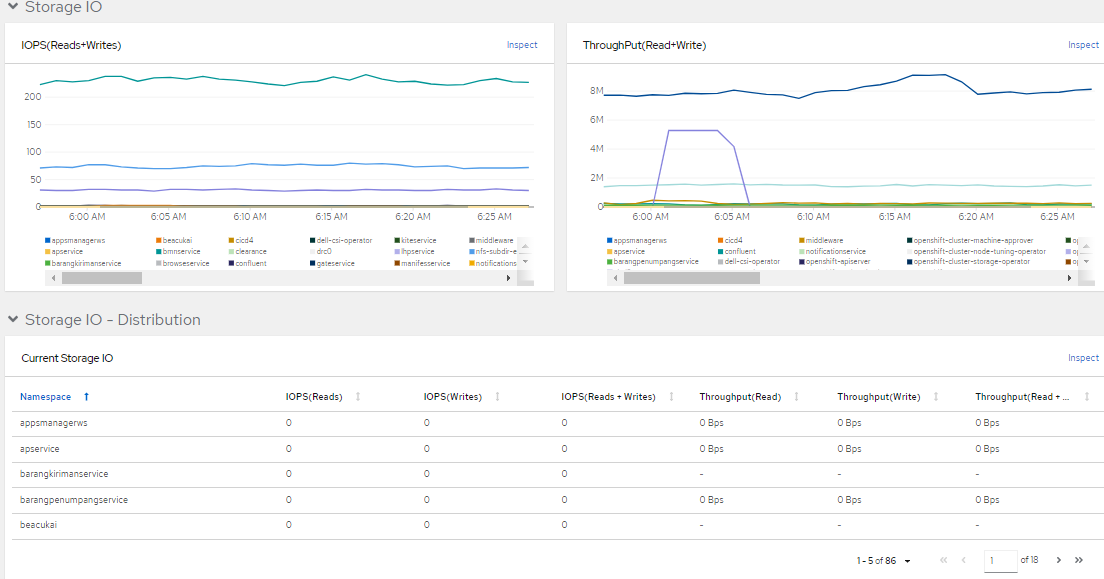 Storage IO
IOPS(Reads+Writes)
Inspect
200
150
100
50
0
6:00 AM 6:05 AM 6:10 AM 6:15 AM 6:20 AM 6:25 AM
appsmanagerws beacukai cicd4 dell-csi-operator kiteservice middleware
apservice bminservice clearance drc0 lhpservice nfs-subdir-e
barangkirimanservice browseservice confluent gateservice manifesservice notifications
ThroughPut(Read+Write)
Inspect
8M
6M
4M
2M
0
6:00 AM 6:05 AM 6:10 AM 6:15 AM 6:20 AM 6:25 AM
appsmanagerws cicd4 middleware openshift-cluster-machine-approver
apservice confluent notificationservice openshift-cluster-node-tuning-operator
barangpenumpangservice dell-csi-operator openshift-apiserver openshift-cluster-storage-operator
Storage IO - Distribution
Current Storage IO
Inspect
Namespace IOPS(Reads) IOPS(Writes) IOPS(Reads + Writes) Throughput(Read) Throughput(Write) Throughput(Read + ...
appsmanagerws 0 0 0 0 Bps 0 Bps 0 Bps
apservice 0 0 0 0 Bps 0 Bps 0 Bps
barangkirimanservice 0 0 0 - - -
barangpenumpangservice 0 0 0 0 Bps 0 Bps 0 Bps
beacukai 0 0 0 - - -
1 - 5 of 86 1 of 18